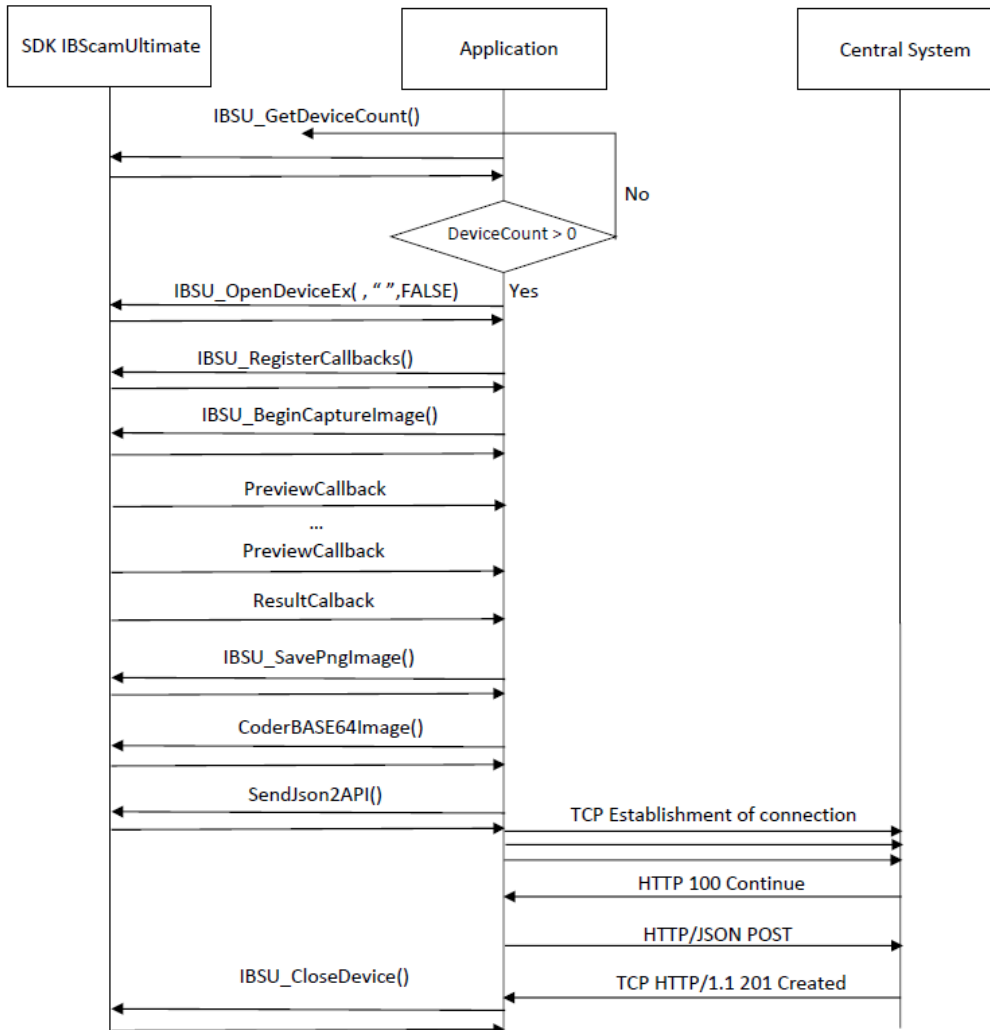 SDK IBScamUltimate
Application
Central System
IBSU_GetDeviceCount()
No
DeviceCount > 0
IBSU_OpenDeviceEx( , “ ”,FALSE)
Yes
IBSU_RegisterCallbacks()
IBSU_BeginCaptureImage()
PreviewCallback
...
PreviewCallback
ResultCalback
IBSU_SavePngImage()
CoderBASE64Image()
SendJson2API()
TCP Establishment of connection
HTTP 100 Continue
HTTP/JSON POST
IBSU_CloseDevice()
TCP HTTP/1.1 201 Created